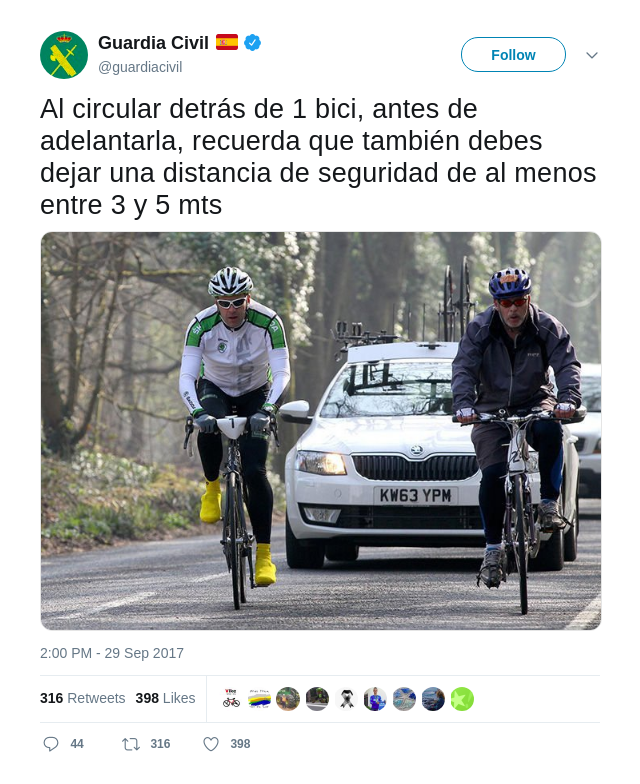 Guardia Civil
@guardiacivil
Follow
Al circular detrás de 1 bici, antes de
adelantarla, recuerda que también debes
dejar una distancia de seguridad de al menos
entre 3 y 5 mts
KW63 YPM
2:00 PM - 29 Sep 2017
316 Retweets 398 Likes
44 316 398